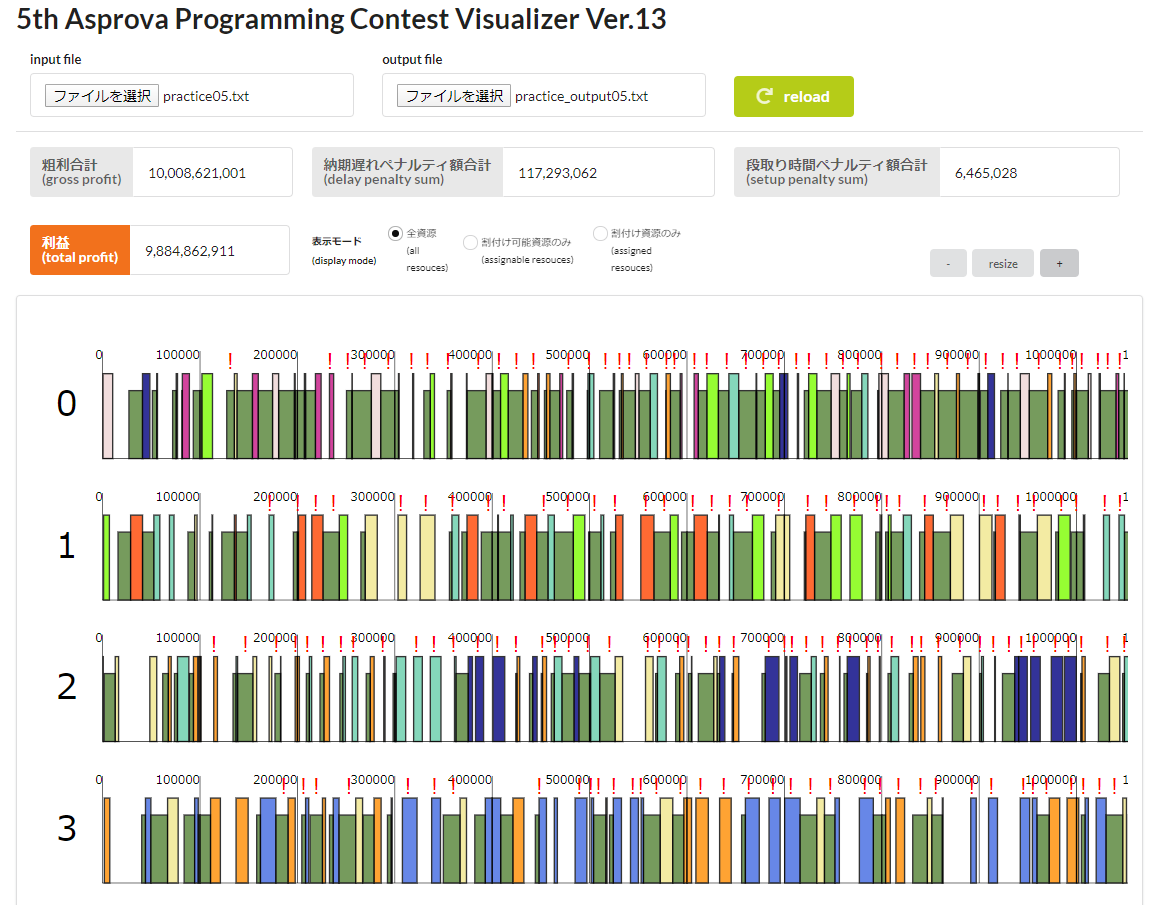 5th Asprova Programming Contest Visualizer Ver.13
input file
output file
ファイルを選択 practice05.txt
ファイルを選択 practice_output05.txt
reload
粗利合計
(gross profit)
10,008,621,001
納期遅れペナルティ額合計
(delay penalty sum)
117,293,062
段取り時間ペナルティ額合計
(setup penalty sum)
6,465,028
利益
(total profit)
9,884,862,911
表示モード
(display mode)
全資源
(all
resouces)
割付け可能資源のみ
(assignable resouces)
割付け資源のみ
(assigned
resouces)
-
resize
+
0 100000 200000 300000 400000 500000 600000 700000 800000 900000 1000000 1
! ! ! ! ! ! ! ! ! ! ! ! ! ! ! ! ! ! ! ! ! ! ! ! ! ! ! ! ! ! ! ! ! ! ! ! ! ! ! !
0
0 100000 200000 300000 400000 500000 600000 700000 800000 900000 1000000 1
1
0 100000 200000 300000 400000 500000 600000 700000 800000 900000 1000000 1
2
0 100000 200000 300000 400000 500000 600000 700000 800000 900000 1000000 1
3